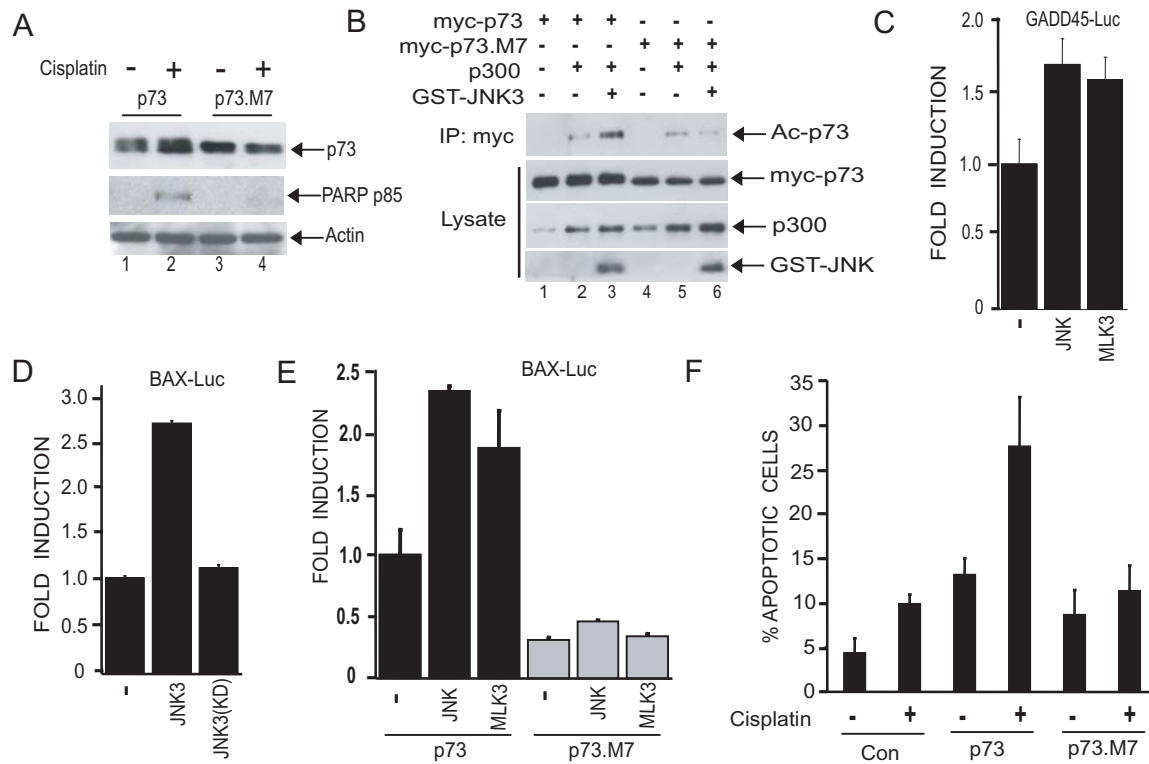 A
Cisplatin - + - +
p73 p73.M7
p73
PARP p85
Actin
1 2 3 4
B
myc-p73 + + + - - -
myc-p73.M7 - - - + + +
p300 - + + - + +
GST-JNK3 - - + - - +
IP: myc
Ac-p73
myc-p73
Lysate
p300
GST-JNK
1 2 3 4 5 6
C
GADD45-Luc
FOLD INDUCTION
2.0
1.5
1.0
0.5
0
- JNK MLK3
D
BAX-Luc
FOLD INDUCTION
3.0
2.5
2.0
1.0
0.5
0
- JNK3 JNK3(KD)
E
BAX-Luc
FOLD INDUCTION
2.5
2.0
1.5
1.0
0.5
0
- JNK MLK3 - JNK MLK3
p73 p73.M7
F
% APOPTOTIC CELLS
35
30
25
20
15
10
5
0
Cisplatin - + - + - +
Con p73 p73.M7